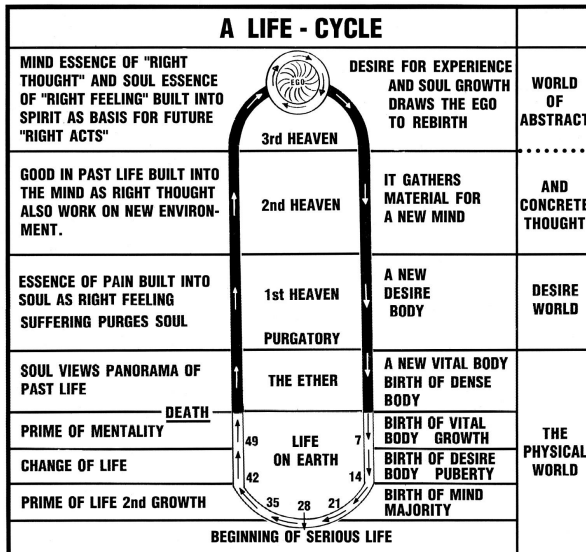 A LIFE - CYCLE
MIND ESSENCE OF "RIGHT
THOUGHT" AND SOUL ESSENCE
OF "RIGHT FEELING" BUILT INTO
SPIRIT AS BASIS FOR FUTURE
"RIGHT ACTS"
EGO
3rd HEAVEN
DESIRE FOR EXPERIENCE
AND SOUL GROWTH
DRAWS THE EGO
TO REBIRTH
WORLD
OF
ABSTRACT
GOOD IN PAST LIFE BUILT INTO
THE MIND AS RIGHT THOUGHT
ALSO WORK ON NEW ENVIRON-
MENT.
2nd HEAVEN
IT GATHERS
MATERIAL FOR
A NEW MIND
AND
CONCRETE
THOUGHT
ESSENCE OF PAIN BUILT INTO
SOUL AS RIGHT FEELING
SUFFERING PURGES SOUL
1st HEAVEN
PURGATORY
A NEW
DESIRE
BODY
DESIRE
WORLD
SOUL VIEWS PANORAMA OF
PAST LIFE
THE ETHER
A NEW VITAL BODY
BIRTH OF DENSE
BODY
DEATH
PRIME OF MENTALITY
49
LIFE
ON EARTH
7
BIRTH OF VITAL
BODY GROWTH
THE
PHYSICAL
WORLD
CHANGE OF LIFE
42
14
BIRTH OF DESIRE
BODY PUBERTY
PRIME OF LIFE 2nd GROWTH
35
28
21
BIRTH OF MIND
MAJORITY
BEGINNING OF SERIOUS LIFE